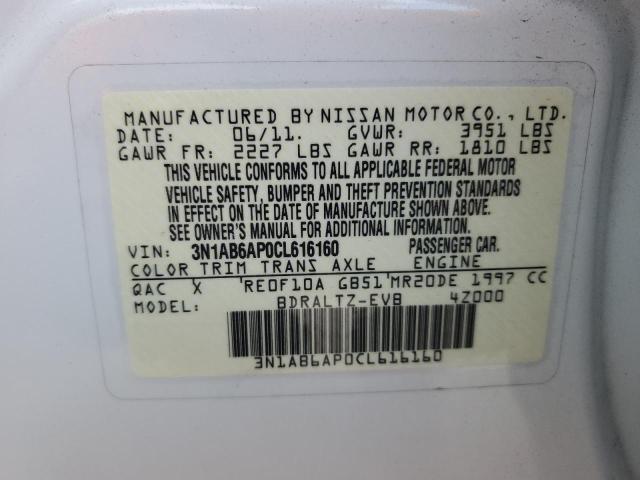 MANUFACTURED BY NISSAN MOTOR CO., LTD.
DATE: 06/11. GVWR: 3951 LBS
GAWR FR: 2227 LBS GAWR RR: 1810 LBS
THIS VEHICLE CONFORMS TO ALL APPLICABLE FEDERAL MOTOR
VEHICLE SAFETY, BUMPER AND THEFT PREVENTION STANDARDS
IN EFFECT ON THE DATE OF MANUFACTURE SHOWN ABOVE.
SEE OWNER'S MANUAL FOR ADDITIONAL INFORMATION.
VIN: 3N1AB6AP0CL616160 PASSENGER CAR.
COLOR TRIM TRANS AXLE ENGINE
QAC X 'RE0F10A GB51'MR20DE 1997 CC
MODEL: BDRALTZ-EVB 4Z000
3N1AB6AP0CL616160